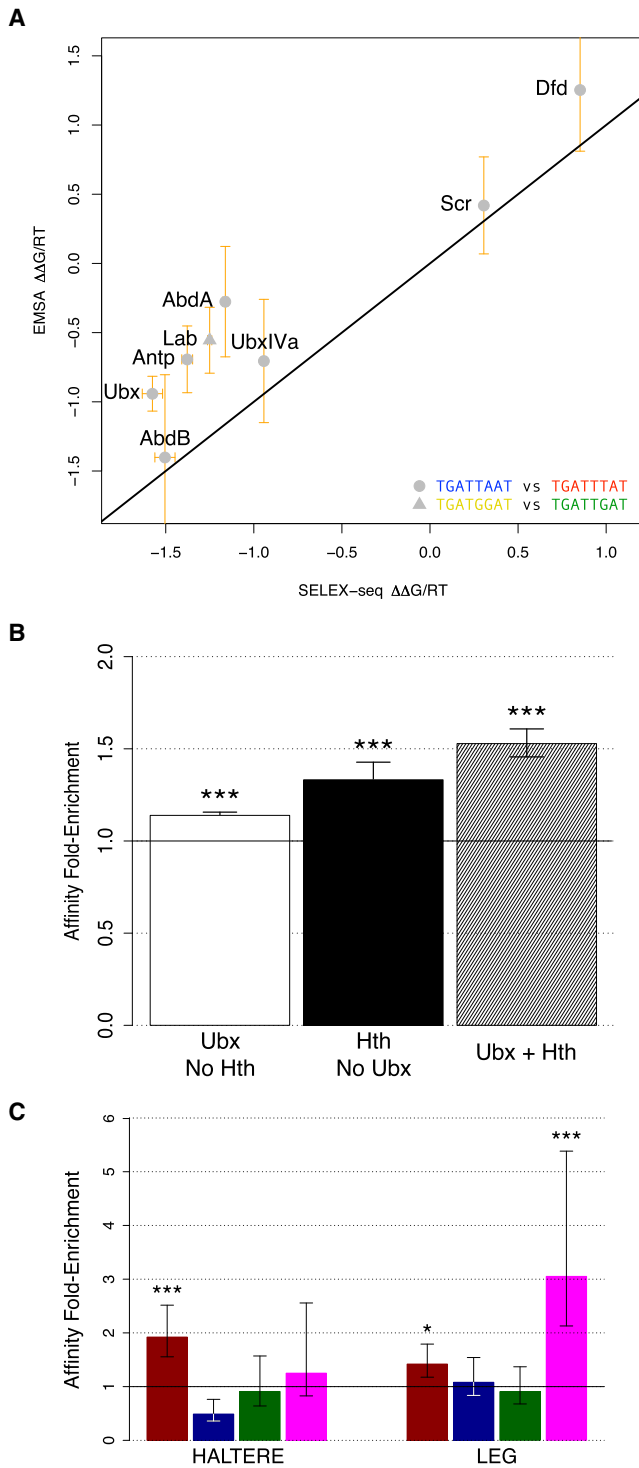 A
1.5
1.0
0.5
0.0
−0.5
−1.0
−1.5
EMSA ΔΔG/RT
Dfd
Scr
AbdA
Lab
UbxIVa
Antp
Ubx
AbdB
TGATTAAT vs TGATTTAT
TGATGGAT vs TGATTGAT
−1.5 −1.0 −0.5 0.0 0.5 1.0
SELEX−seq ΔΔG/RT
B
2.0
1.5
1.0
0.5
0.0
Affinity Fold-Enrichment
***
***
***
Ubx
No Hth
Hth
No Ubx
Ubx + Hth
C
6
5
4
3
2
1
0
Affinity Fold-Enrichment
***
*
***
HALTERE LEG